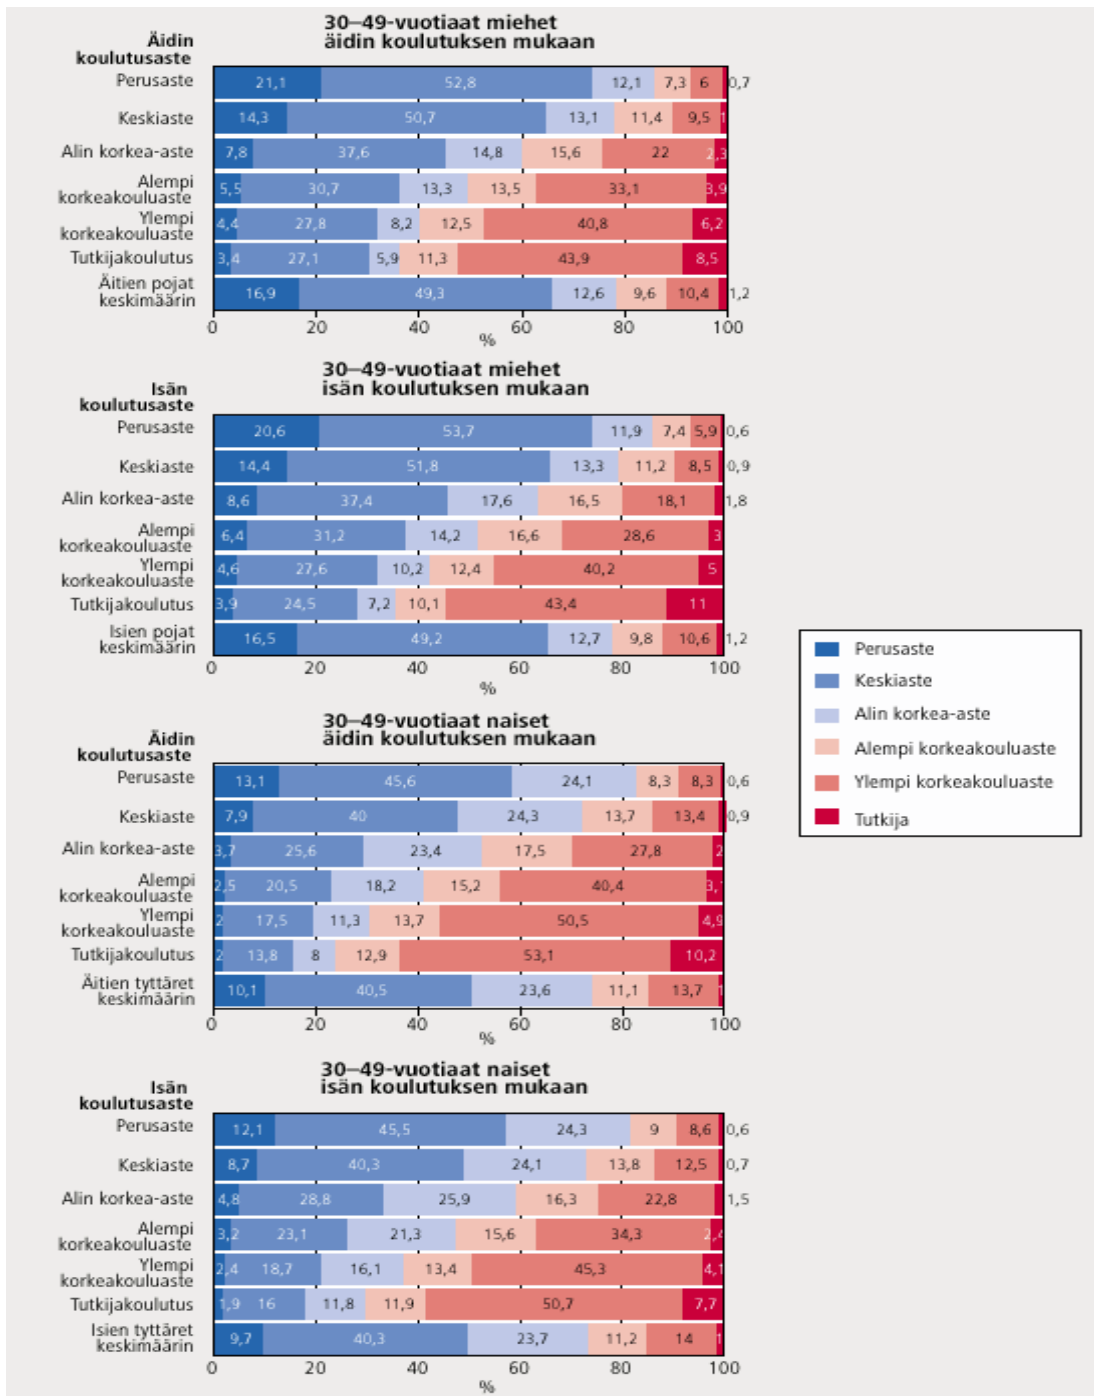 30–49-vuotiaat miehet
äidin koulutuksen mukaan
Äidin
koulutusaste
Perusaste 21,1 52,8 12,1 7,3 6 0,7
Keskiaste 14,3 50,7 13,1 11,4 9,5 1
Alin korkea-aste 7,8 37,6 14,8 15,6 22 2,3
Alempi
korkeakouluaste 5,5 30,7 13,3 13,5 33,1 3,9
Ylempi
korkeakouluaste 4,4 27,8 8,2 12,5 40,8 6,2
Tutkijakoulutus 3,4 27,1 5,9 11,3 43,9 8,5
Äitien pojat
keskimäärin 16,9 49,3 12,6 9,6 10,4 1,2
0 20 40 60 80 100
%
30–49-vuotiaat miehet
isän koulutuksen mukaan
Isän
koulutusaste
Perusaste 20,6 53,7 11,9 7,4 5,9 0,6
Keskiaste 14,4 51,8 13,3 11,2 8,5 0,9
Alin korkea-aste 8,6 37,4 17,6 16,5 18,1 1,8
Alempi
korkeakouluaste 6,4 31,2 14,2 16,6 28,6 3
Ylempi
korkeakouluaste 4,6 27,6 10,2 12,4 40,2 5
Tutkijakoulutus 3,9 24,5 7,2 10,1 43,4 11
Isien pojat
keskimäärin 16,5 49,2 12,7 9,8 10,6 1,2
0 20 40 60 80 100
%
Perusaste
Keskiaste
Alin korkea-aste
Alempi korkeakouluaste
Ylempi korkeakouluaste
Tutkija
30–49-vuotiaat naiset
äidin koulutuksen mukaan
Äidin
koulutusaste
Perusaste 13,1 45,6 24,1 8,3 8,3 0,6
Keskiaste 7,9 40 24,3 13,7 13,4 0,9
Alin korkea-aste 3,7 25,6 23,4 17,5 27,8 2
Alempi
korkeakouluaste 2,5 20,5 18,2 15,2 40,4 3,1
Ylempi
korkeakouluaste 2 17,5 11,3 13,7 50,5 4,9
Tutkijakoulutus 2 13,8 8 12,9 53,1 10,2
Äitien tyttäret
keskimäärin 10,1 40,5 23,6 11,1 13,7 1
0 20 40 60 80 100
%
30–49-vuotiaat naiset
isän koulutuksen mukaan
Isän
koulutusaste
Perusaste 12,1 45,5 24,3 9 8,6 0,6
Keskiaste 8,7 40,3 24,1 13,8 12,5 0,7
Alin korkea-aste 4,8 28,8 25,9 16,3 22,8 1,5
Alempi
korkeakouluaste 3,2 23,1 21,3 15,6 34,3 2,4
Ylempi
korkeakouluaste 2,4 18,7 16,1 13,4 45,3 4,1
Tutkijakoulutus 1,9 16 11,8 11,9 50,7 7,7
Isien tyttäret
keskimäärin 9,7 40,3 23,7 11,2 14 1
0 20 40 60 80 100
%